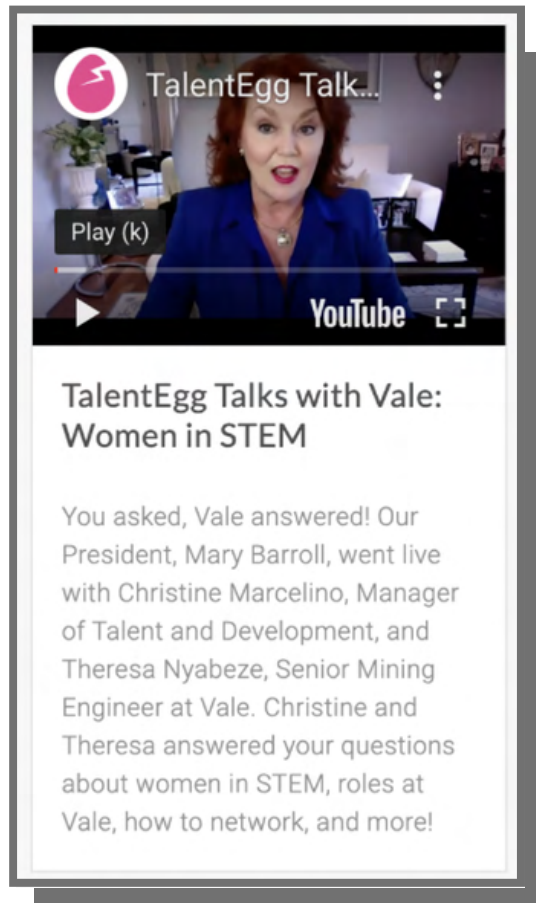 TalentEgg Talk...
Play (k)
YouTube
TalentEgg Talks with Vale:
Women in STEM
You asked, Vale answered! Our
President, Mary Barroll, went live
with Christine Marcelino, Manager
of Talent and Development, and
Theresa Nyabeze, Senior Mining
Engineer at Vale. Christine and
Theresa answered your questions
about women in STEM, roles at
Vale, how to network, and more!